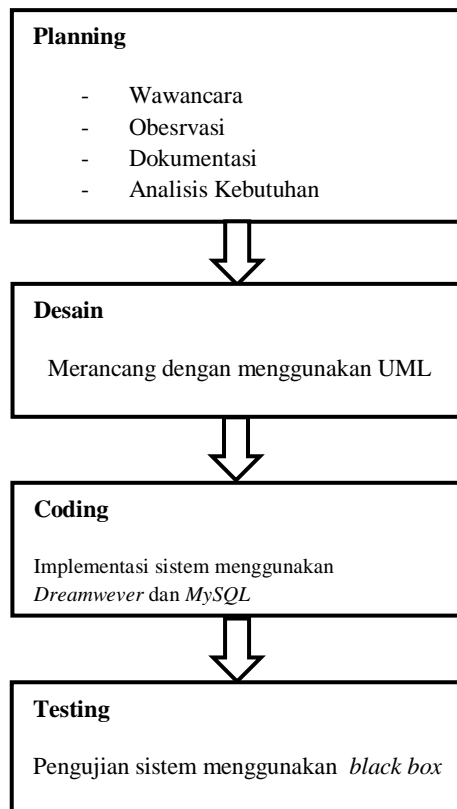 Planning
- Wawancara
- Obesrvasi
- Dokumentasi
- Analisis Kebutuhan
Desain
Merancang dengan menggunakan UML
Coding
Implementasi sistem menggunakan
Dreamwever dan MySQL
Testing
Pengujian sistem menggunakan black box